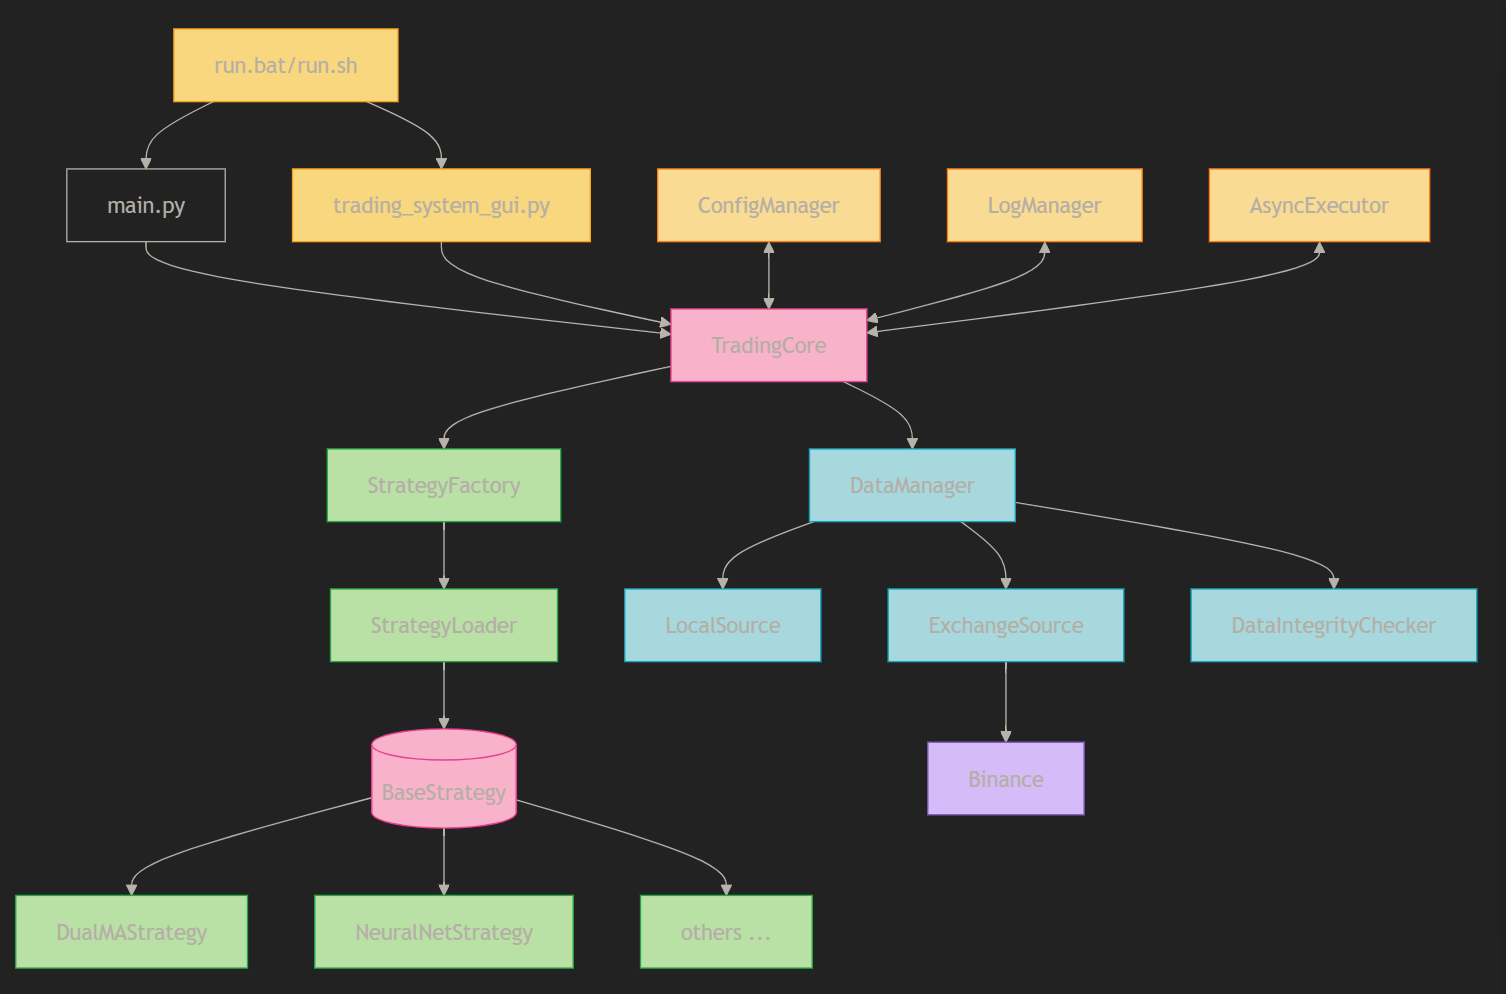 run.bat/run.sh
main.py
trading_system_gui.py
ConfigManager
LogManager
AsyncExecutor
TradingCore
StrategyFactory
DataManager
StrategyLoader
LocalSource
ExchangeSource
DataIntegrityChecker
BaseStrategy
Binance
DualMAStrategy
NeuralNetStrategy
others ...